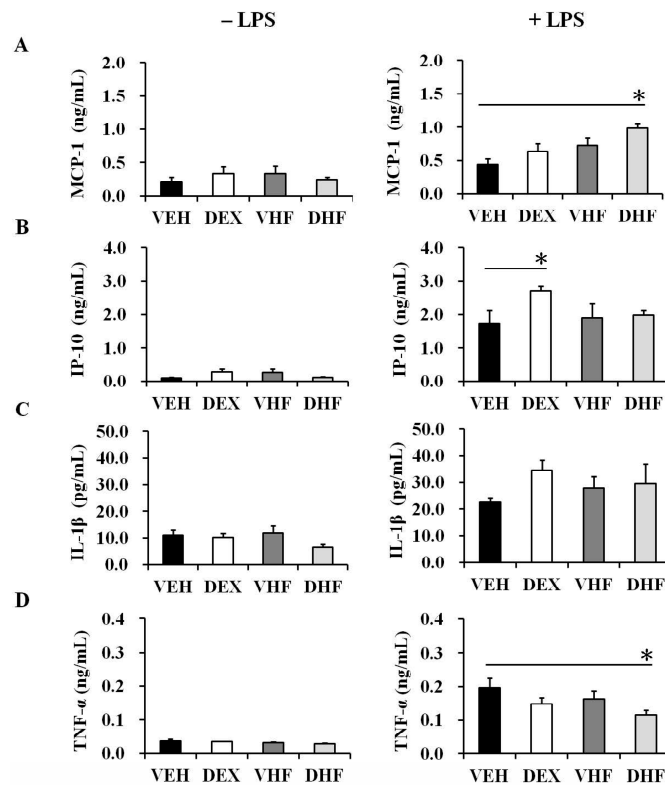 – LPS
+ LPS
A
MCP-1 (ng/mL)
2.0
1.5
1.0
0.5
0.0
VEH DEX VHF DHF
MCP-1 (ng/mL)
2.0
1.5
1.0
0.5
0.0
*
VEH DEX VHF DHF
B
IP-10 (ng/mL)
4.0
3.0
2.0
1.0
0.0
VEH DEX VHF DHF
IP-10 (ng/mL)
4.0
3.0
2.0
1.0
0.0
*
VEH DEX VHF DHF
C
IL-1β (pg/mL)
50.0
40.0
30.0
20.0
10.0
0.0
VEH DEX VHF DHF
IL-1β (pg/mL)
50.0
40.0
30.0
20.0
10.0
0.0
VEH DEX VHF DHF
D
TNF-α (ng/mL)
0.4
0.3
0.2
0.1
0.0
VEH DEX VHF DHF
TNF-α (ng/mL)
0.4
0.3
0.2
0.1
0.0
*
VEH DEX VHF DHF